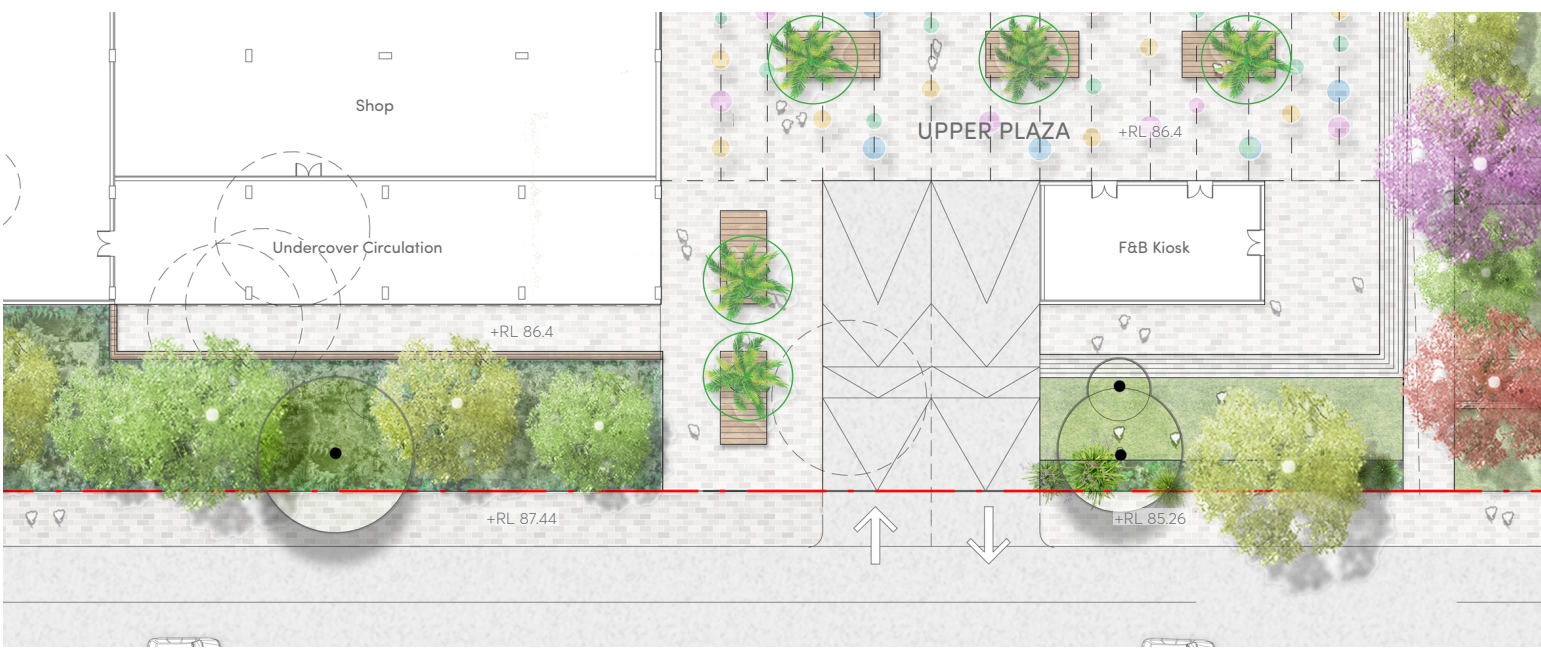 Shop
UPPER PLAZA
+RL 86.4
Undercover Circulation
F&B Kiosk
+RL 86.4
+RL 87.44
+RL 85.26